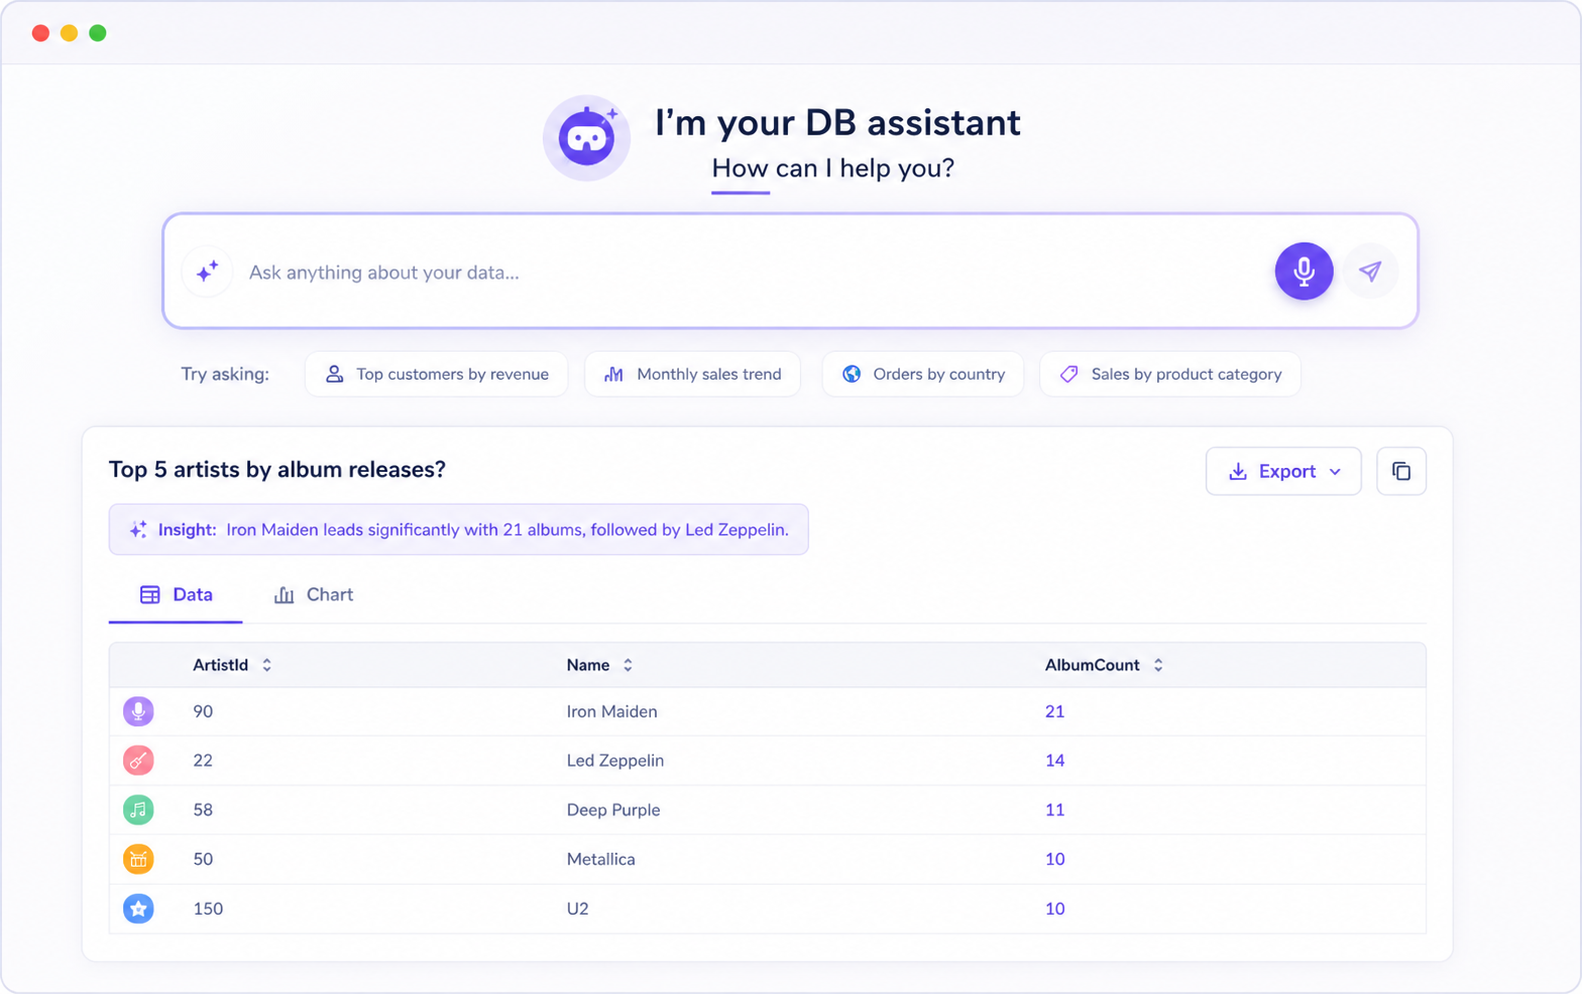 I'm your DB assistant
How can I help you?
Ask anything about your data...
Try asking: Top customers by revenue Monthly sales trend Orders by country Sales by product category
Top 5 artists by album releases?
Export
Insight: Iron Maiden leads significantly with 21 albums, followed by Led Zeppelin.
Data Chart
ArtistId Name AlbumCount
90 Iron Maiden 21
22 Led Zeppelin 14
58 Deep Purple 11
50 Metallica 10
150 U2 10